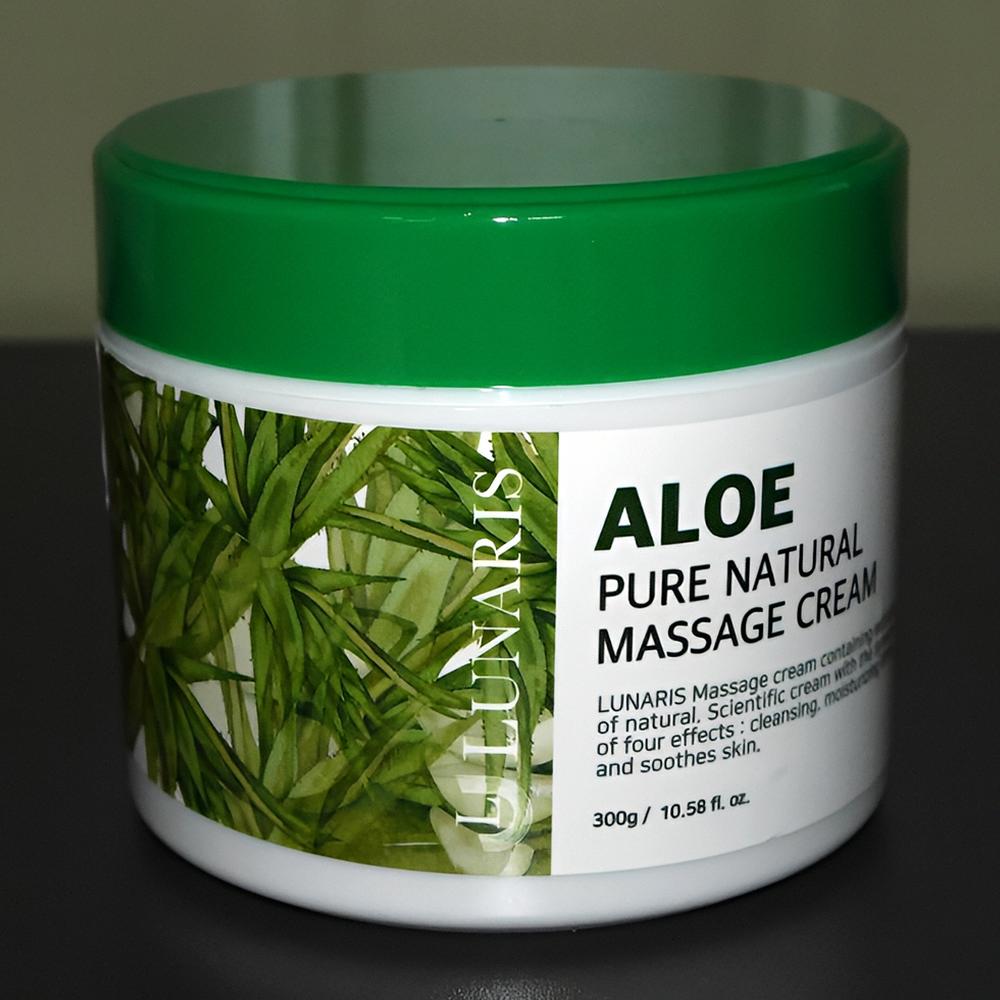 LUNARIS
ALOE
PURE NATURAL
MASSAGE CREAM
LUNARIS Massage cream containing
of natural. Scientific cream with the
of four effects : cleansing, moisturizing
and soothes skin.
300g / 10.58 fl. oz.